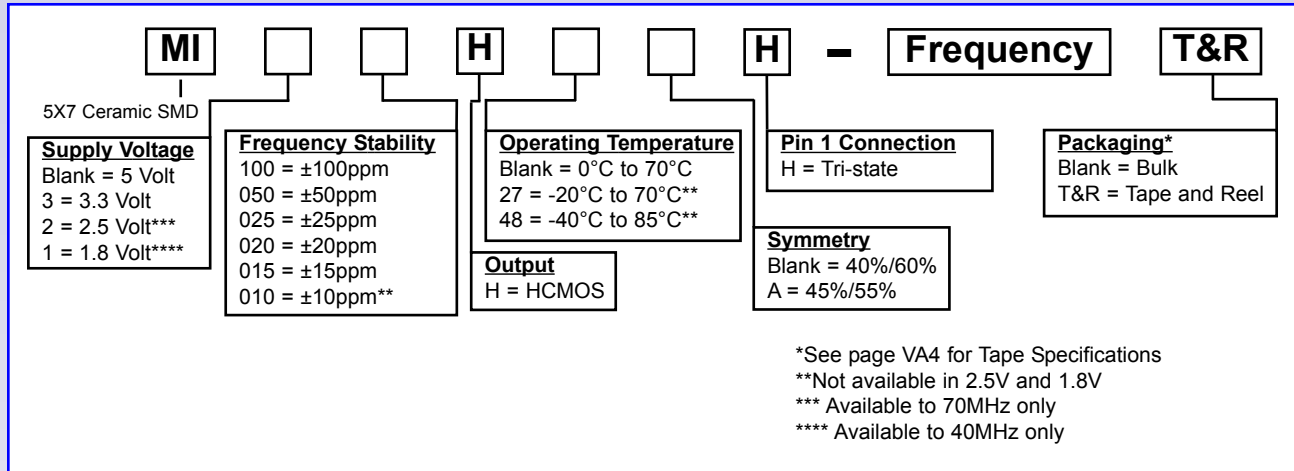 MI H H – Frequency T&R
5X7 Ceramic SMD
Supply Voltage
Blank = 5 Volt
3 = 3.3 Volt
2 = 2.5 Volt***
1 = 1.8 Volt****
Frequency Stability
100 = ±100ppm
050 = ±50ppm
025 = ±25ppm
020 = ±20ppm
015 = ±15ppm
010 = ±10ppm**
Output
H = HCMOS
Operating Temperature
Blank = 0°C to 70°C
27 = -20°C to 70°C**
48 = -40°C to 85°C**
Symmetry
Blank = 40%/60%
A = 45%/55%
Pin 1 Connection
H = Tri-state
Packaging*
Blank = Bulk
T&R = Tape and Reel
*See page VA4 for Tape Specifications
**Not available in 2.5V and 1.8V
*** Available to 70MHz only
**** Available to 40MHz only